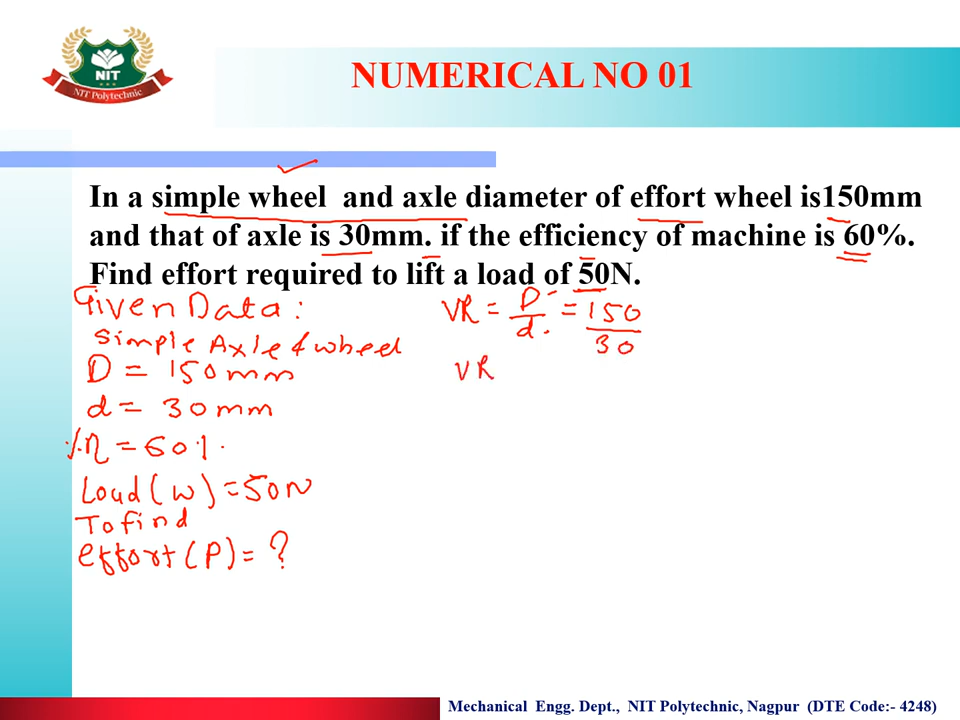 NIT
NIT Polytechnic
NUMERICAL NO 01
In a simple wheel and axle diameter of effort wheel is150mm
and that of axle is 30mm. if the efficiency of machine is 60%.
Find effort required to lift a load of 50N.
Given Data:
Simple Axle & wheel
D = 150mm
d = 30mm
%η = 60%
Load (W) = 50N
To find
effort (P) = ?
VR = D/d = 150/30
VR
Mechanical Engg. Dept., NIT Polytechnic, Nagpur (DTE Code:- 4248)